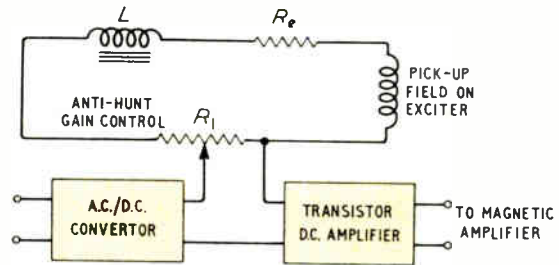 L
Re
PICK-UP
FIELD ON
EXCITER
ANTI-HUNT
GAIN CONTROL
R1
A.C./D.C.
CONVERTOR
TRANSISTOR
D.C. AMPLIFIER
TO MAGNETIC
AMPLIFIER